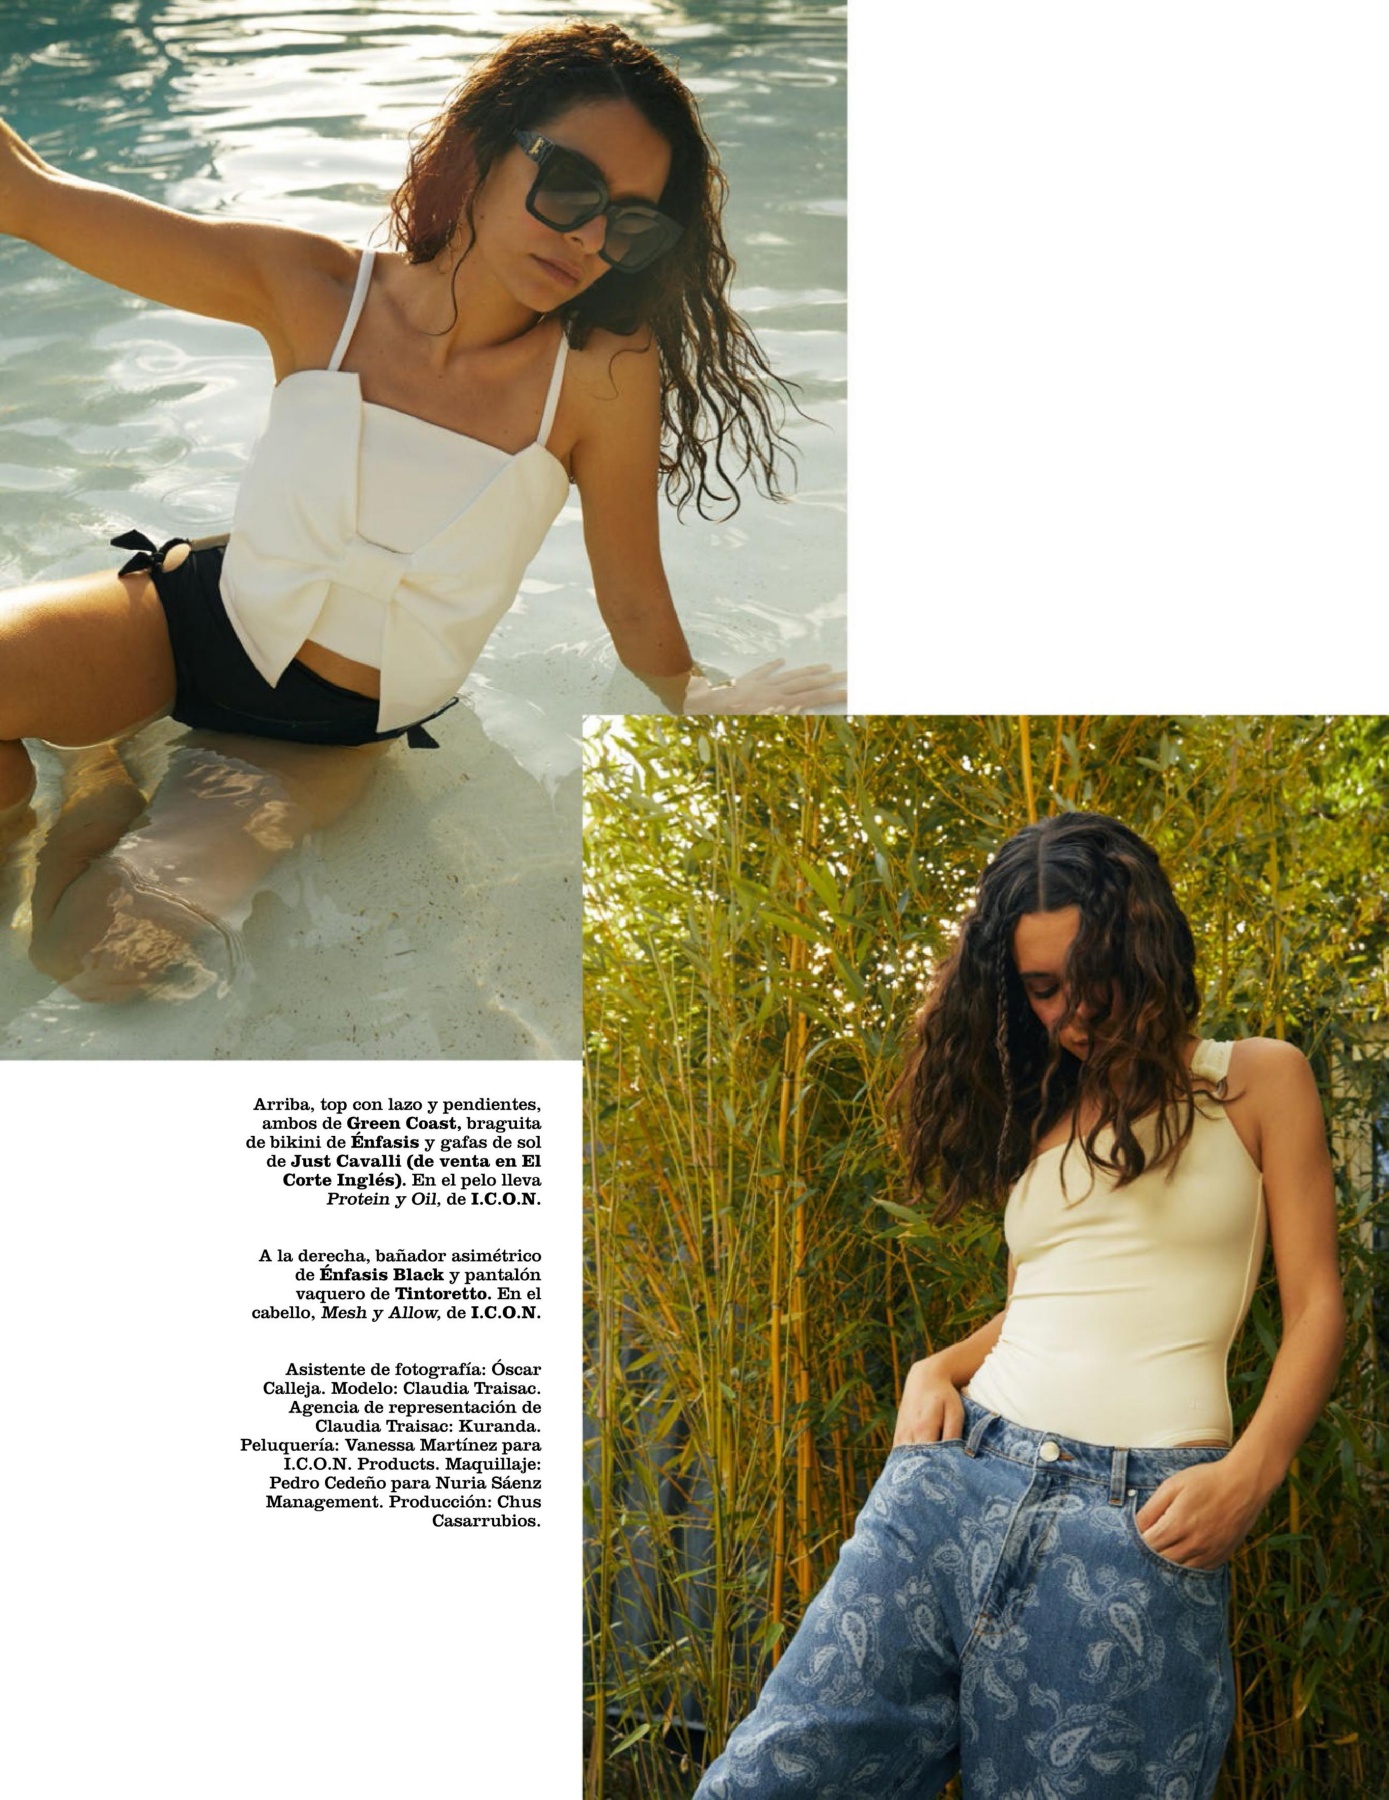 Arriba, top con lazo y pendientes,
ambos de Green Coast, braguita
de bikini de Énfasis y gafas de sol
de Just Cavalli (de venta en El
Corte Inglés). En el pelo lleva
Protein y Oil, de I.C.O.N.
A la derecha, bañador asimétrico
de Énfasis Black y pantalón
vaquero de Tintoretto. En el
cabello, Mesh y Allow, de I.C.O.N.
Asistente de fotografía: Óscar
Calleja. Modelo: Claudia Traisac.
Agencia de representación de
Claudia Traisac: Kuranda.
Peluquería: Vanessa Martínez para
I.C.O.N. Products. Maquillaje:
Pedro Cedeño para Nuria Sáenz
Management. Producción: Chus
Casarrubios.